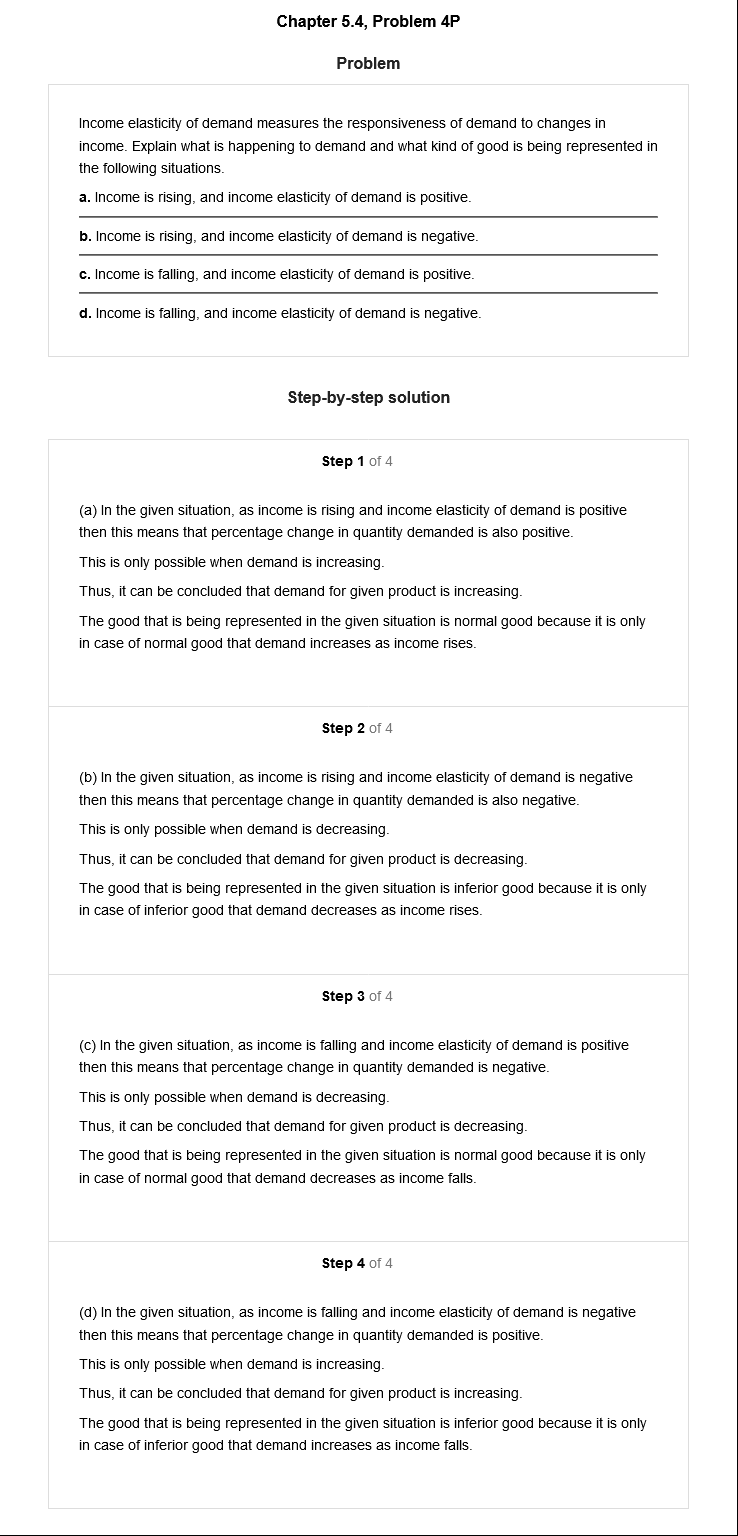 Chapter 5.4, Problem 4P
Problem
Income elasticity of demand measures the responsiveness of demand to changes in
income. Explain what is happening to demand and what kind of good is being represented in
the following situations.
a. Income is rising, and income elasticity of demand is positive.
b. Income is rising, and income elasticity of demand is negative.
c. Income is falling, and income elasticity of demand is positive.
d. Income is falling, and income elasticity of demand is negative.
Step-by-step solution
Step 1 of 4
(a) In the given situation, as income is rising and income elasticity of demand is positive
then this means that percentage change in quantity demanded is also positive.
This is only possible when demand is increasing.
Thus, it can be concluded that demand for given product is increasing.
The good that is being represented in the given situation is normal good because it is only
in case of normal good that demand increases as income rises.
Step 2 of 4
(b) In the given situation, as income is rising and income elasticity of demand is negative
then this means that percentage change in quantity demanded is also negative.
This is only possible when demand is decreasing.
Thus, it can be concluded that demand for given product is decreasing.
The good that is being represented in the given situation is inferior good because it is only
in case of inferior good that demand decreases as income rises.
Step 3 of 4
(c) In the given situation, as income is falling and income elasticity of demand is positive
then this means that percentage change in quantity demanded is negative.
This is only possible when demand is decreasing.
Thus, it can be concluded that demand for given product is decreasing.
The good that is being represented in the given situation is normal good because it is only
in case of normal good that demand decreases as income falls.
Step 4 of 4
(d) In the given situation, as income is falling and income elasticity of demand is negative
then this means that percentage change in quantity demanded is positive.
This is only possible when demand is increasing.
Thus, it can be concluded that demand for given product is increasing.
The good that is being represented in the given situation is inferior good because it is only
in case of inferior good that demand increases as income falls.